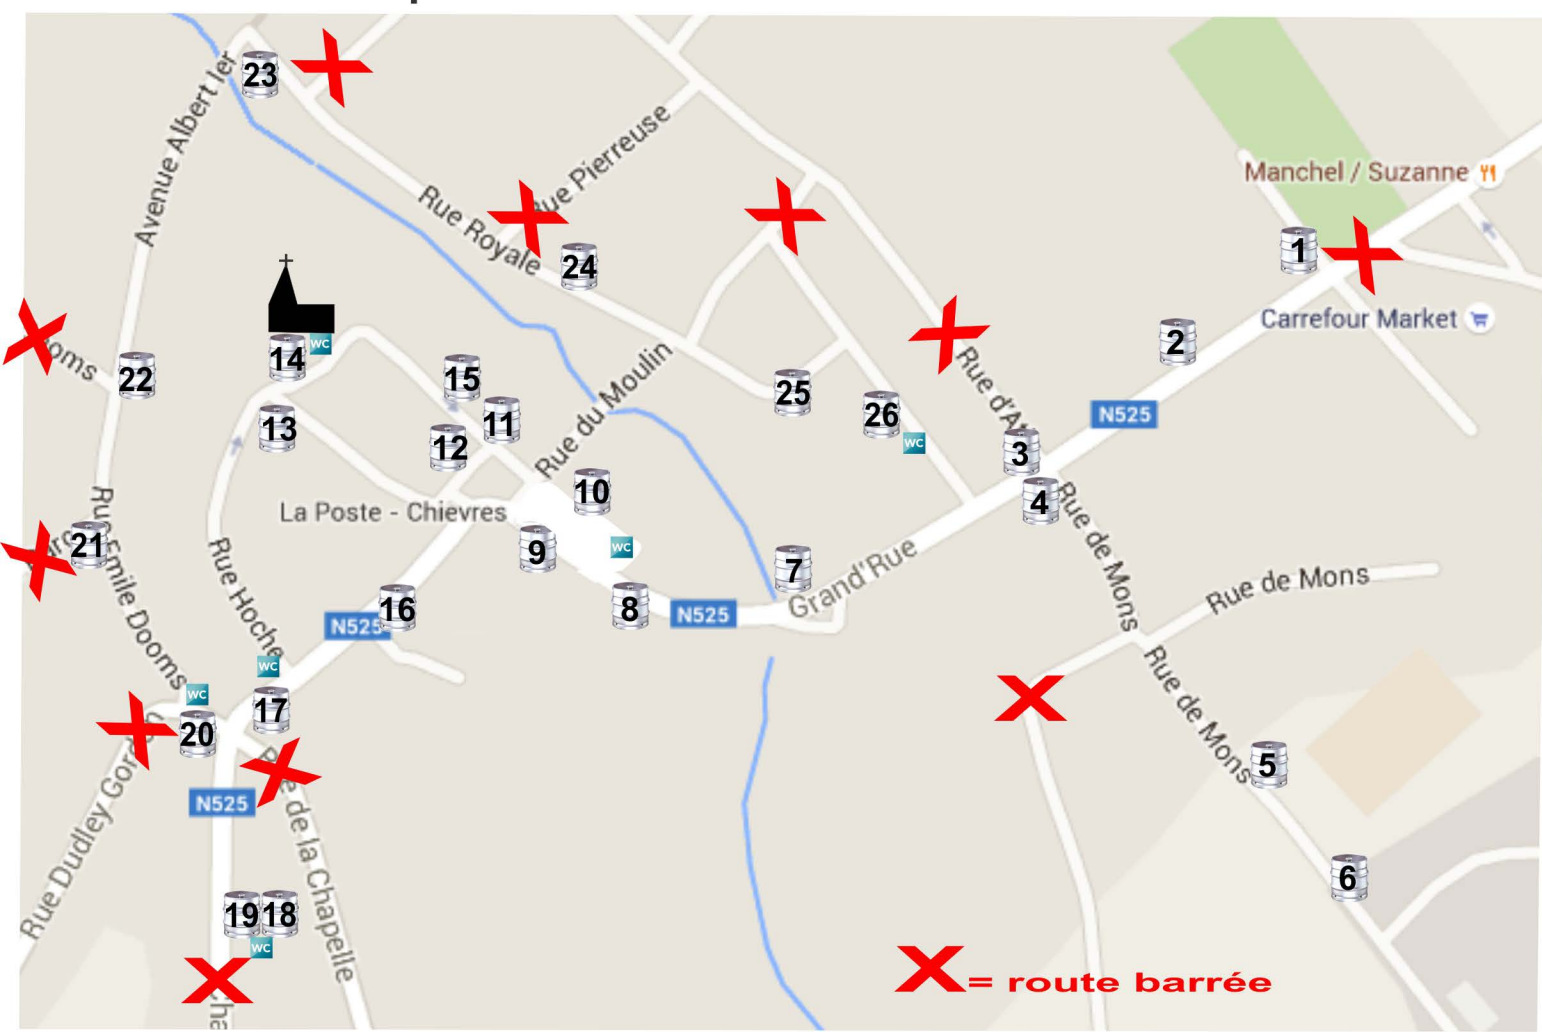 23
Avenue Albert Ier
Rue Pierreuse
Manchel / Suzanne
Rue Royale
24
1
Carrefour Market
2
14
WC
22
15
Rue du Moulin
25
26
WC
N525
13
12
11
Rue d'At
3
4
10
La Poste - Chièvres
9
WC
21
Rue Emile Dooms
Rue Hoche
7
Grand'Rue
Rue de Mons
Rue de Mons
16
N525
8
N525
WC
WC
17
20
Rue de Mons
5
N525
Rue de la Chapelle
Rue Dudley Gordon
6
19
18
WC
X = route barrée